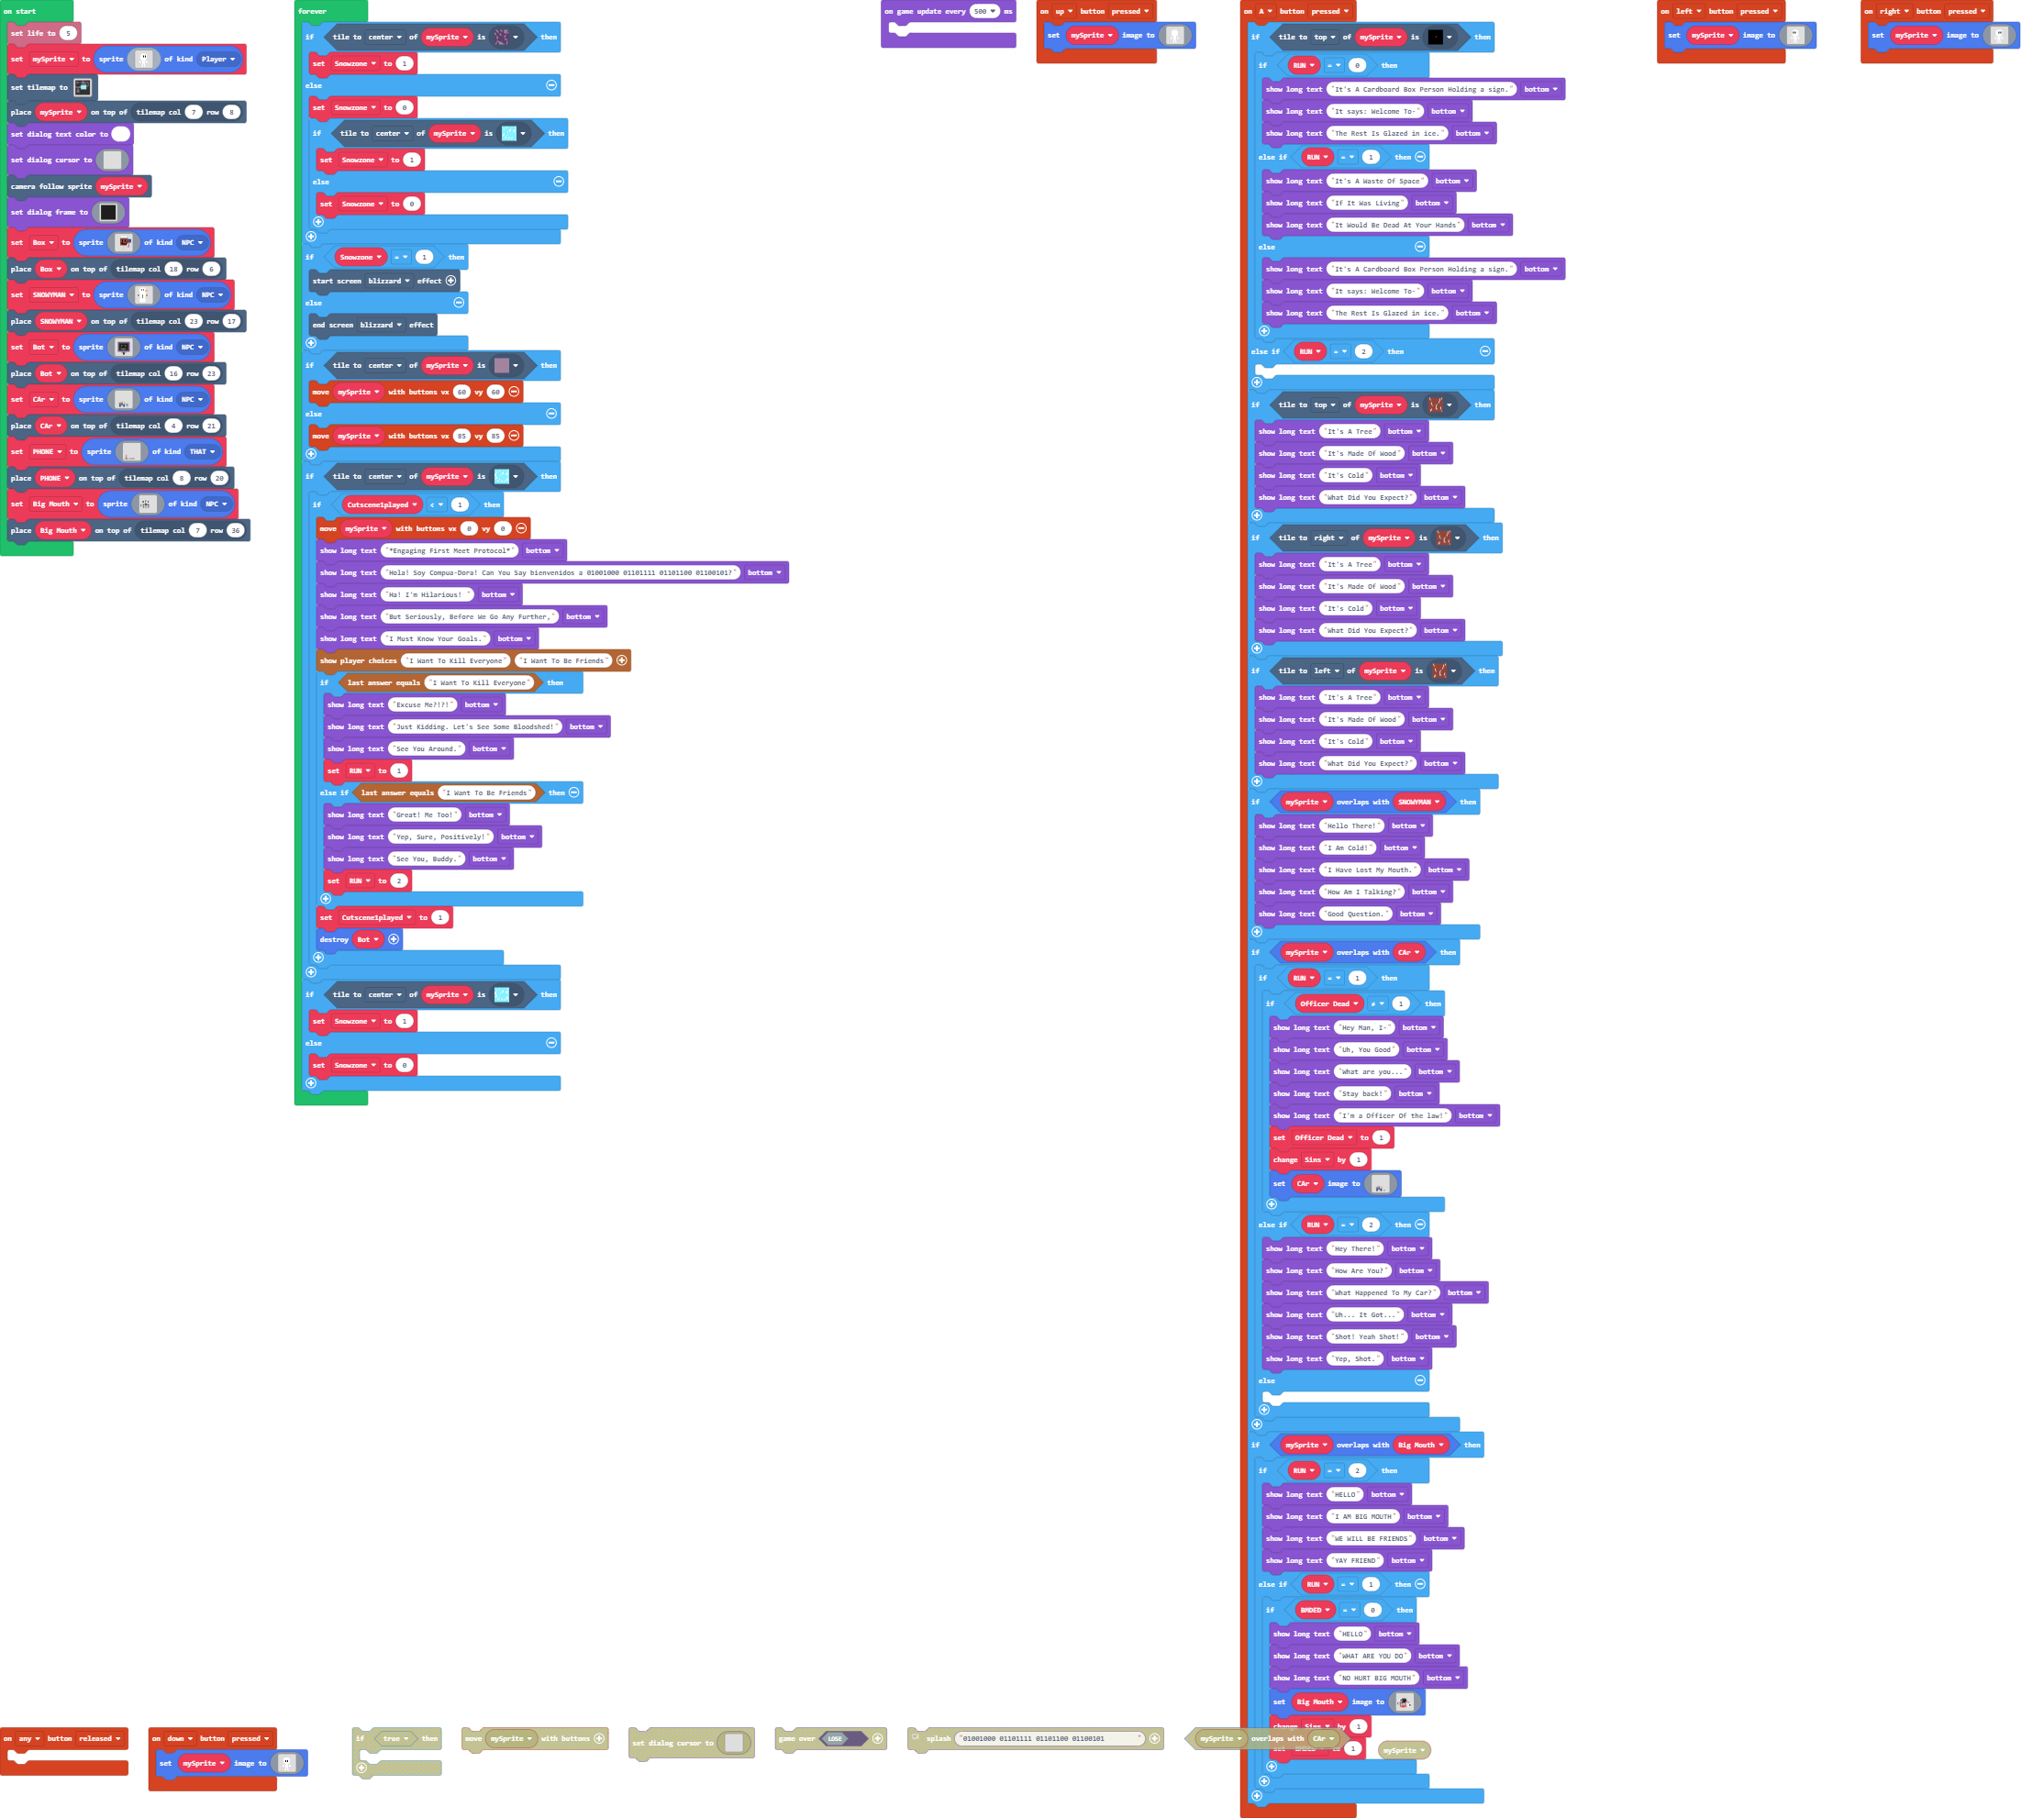 on start
set life to 5
set mySprite to sprite of kind Player
set tilemap to
place mySprite on top of tilemap col 7 row 8
set dialog text color to
set dialog cursor to
camera follow sprite mySprite
set dialog frame to
set Box to sprite of kind NPC
place Box on top of tilemap col 18 row 6
set SNOWYMAN to sprite of kind NPC
place SNOWYMAN on top of tilemap col 23 row 17
set Bot to sprite of kind NPC
place Bot on top of tilemap col 16 row 23
set CAr to sprite of kind NPC
place CAr on top of tilemap col 4 row 21
set PHONE to sprite of kind THAT
place PHONE on top of tilemap col 8 row 20
set Big Mouth to sprite of kind NPC
place Big Mouth on top of tilemap col 7 row 36
forever
if tile to center of mySprite is then
set Snowzone to 1
else
set Snowzone to 0
if tile to center of mySprite is then
set Snowzone to 1
else
set Snowzone to 0
if Snowzone = 1 then
start screen blizzard effect
else
end screen blizzard effect
if tile to center of mySprite is then
move mySprite with buttons vx 60 vy 60
else
move mySprite with buttons vx 85 vy 85
if tile to center of mySprite is then
if Cutscene1played < 1 then
move mySprite with buttons vx 0 vy 0
show long text "*Engaging First Meet Protocol*" bottom
show long text "Hola! Soy Compua-Dora! Can You Say bienvenidos a 01001000 01101111 01101100 01100101?" bottom
show long text "Ha! I'm Hilarious! " bottom
show long text "But Seriously, Before We Go Any Further," bottom
show long text "I Must Know Your Goals." bottom
show player choices "I Want To Kill Everyone" "I Want To Be Friends"
if last answer equals "I Want To Kill Everyone" then
show long text "Excuse Me?!?!" bottom
show long text "Just Kidding. Let's See Some Bloodshed!" bottom
show long text "See You Around." bottom
set RUN to 1
else if last answer equals "I Want To Be Friends" then
show long text "Great! Me Too!" bottom
show long text "Yep, Sure, Positively!" bottom
show long text "See You, Buddy." bottom
set RUN to 2
set Cutscene1played to 1
destroy Bot
if tile to center of mySprite is then
set Snowzone to 1
else
set Snowzone to 0
on game update every 500 ms
on up button pressed
set mySprite image to
on A button pressed
if tile to top of mySprite is then
if RUN = 0 then
show long text "It's A Cardboard Box Person Holding a sign." bottom
show long text "It says: Welcome To-" bottom
show long text "The Rest Is Glazed in ice." bottom
else if RUN = 1 then
show long text "It's A Waste Of Space" bottom
show long text "If It Was Living" bottom
show long text "It Would Be Dead At Your Hands" bottom
else
show long text "It's A Cardboard Box Person Holding a sign." bottom
show long text "It says: Welcome To-" bottom
show long text "The Rest Is Glazed in ice." bottom
else if RUN = 2 then
if tile to top of mySprite is then
show long text "It's A Tree" bottom
show long text "It's Made Of Wood" bottom
show long text "It's Cold" bottom
show long text "What Did You Expect?" bottom
if tile to right of mySprite is then
show long text "It's A Tree" bottom
show long text "It's Made Of Wood" bottom
show long text "It's Cold" bottom
show long text "What Did You Expect?" bottom
if tile to left of mySprite is then
show long text "It's A Tree" bottom
show long text "It's Made Of Wood" bottom
show long text "It's Cold" bottom
show long text "What Did You Expect?" bottom
if mySprite overlaps with SNOWYMAN then
show long text "Hello There!" bottom
show long text "I Am Cold!" bottom
show long text "I Have Lost My Mouth." bottom
show long text "How Am I Talking?" bottom
show long text "Good Question." bottom
if mySprite overlaps with CAr then
if RUN = 1 then
if Officer Dead ≠ 1 then
show long text "Hey Man, I-" bottom
show long text "Uh, You Good" bottom
show long text "What are you..." bottom
show long text "Stay back!" bottom
show long text "I'm a Officer Of the law!" bottom
set Officer Dead to 1
change Sins by 1
set CAr image to
else if RUN = 2 then
show long text "Hey There!" bottom
show long text "How Are You?" bottom
show long text "What Happened To My Car?" bottom
show long text "Uh... It Got..." bottom
show long text "Shot! Yeah Shot!" bottom
show long text "Yep, Shot." bottom
else
if mySprite overlaps with Big Mouth then
if RUN = 2 then
show long text "HELLO" bottom
show long text "I AM BIG MOUTH" bottom
show long text "WE WILL BE FRIENDS" bottom
show long text "YAY FRIEND" bottom
else if RUN = 1 then
if BMDED = 0 then
show long text "HELLO" bottom
show long text "WHAT ARE YOU DO" bottom
show long text "NO HURT BIG MOUTH" bottom
set Big Mouth image to
change Sins by 1
to 1
on left button pressed
set mySprite image to
on right button pressed
set mySprite image to
on any button released
on down button pressed
set mySprite image to
if true then
move mySprite with buttons
set dialog cursor to
game over LOSE
splash "01001000 01101111 01101100 01100101 "
mySprite overlaps with CAr
mySprite